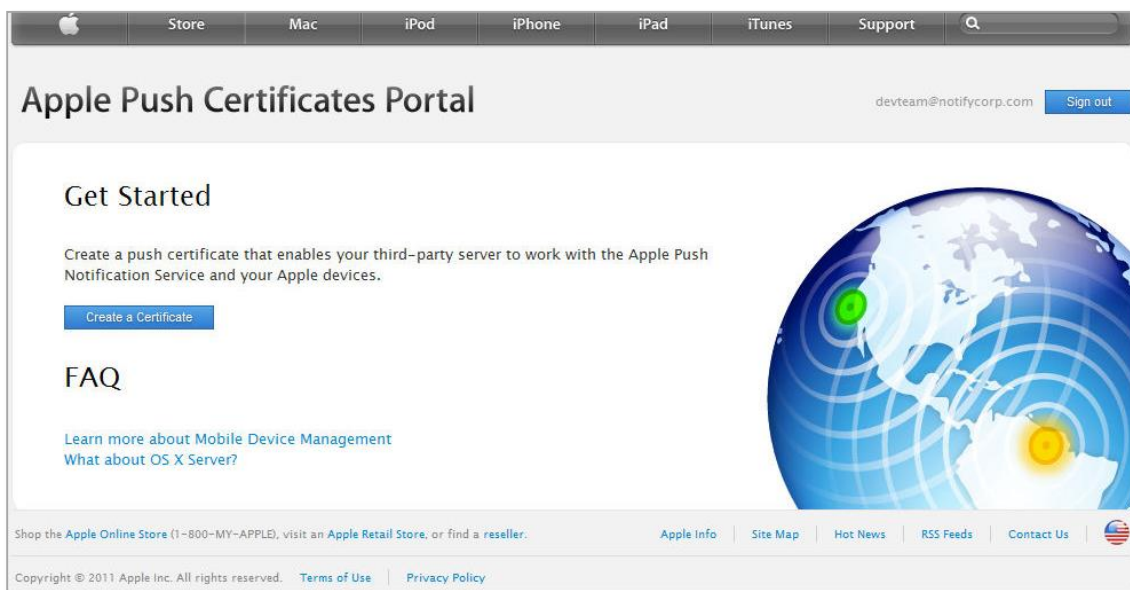 Store Mac iPod iPhone iPad iTunes Support
Apple Push Certificates Portal
devteam@notifycorp.com Sign out
Get Started
Create a push certificate that enables your third-party server to work with the Apple Push
Notification Service and your Apple devices.
Create a Certificate
FAQ
Learn more about Mobile Device Management
What about OS X Server?
Shop the Apple Online Store (1-800-MY-APPLE), visit an Apple Retail Store, or find a reseller. Apple Info Site Map Hot News RSS Feeds Contact Us
Copyright © 2011 Apple Inc. All rights reserved. Terms of Use Privacy Policy